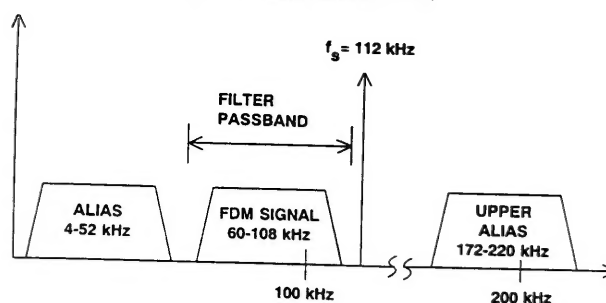 fs = 112 kHz
FILTER
PASSBAND
ALIAS
4-52 kHz
FDM SIGNAL
60-108 kHz
UPPER
ALIAS
172-220 kHz
100 kHz
200 kHz